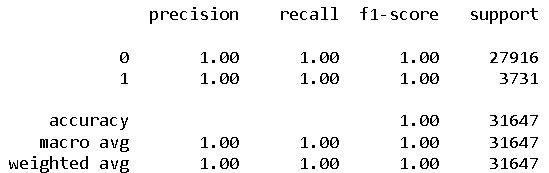 precision recall f1-score support
0 1.00 1.00 1.00 27916
1 1.00 1.00 1.00 3731
accuracy 1.00 31647
macro avg 1.00 1.00 1.00 31647
weighted avg 1.00 1.00 1.00 31647